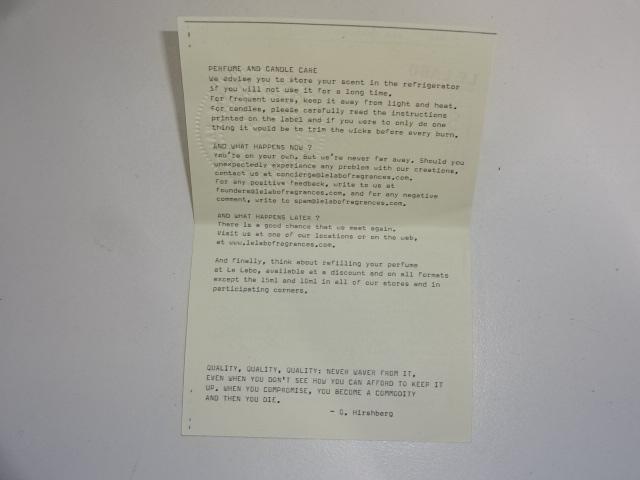 PERFUME AND CANDLE CARE
We advise you to store your scent in the refrigerator
if you will not use it for a long time.
For frequent users, keep it away from light and heat.
For candles, please carefully read the instructions
printed on the label and if you were to only do one
thing it would be to trim the wicks before every burn.
AND WHAT HAPPENS NOW ?
You're on your own. But we're never far away. Should you
unexpectedly experience any problem with our creations,
contact us at concierge@lelabofragrances.com.
For any positive feedback, write to us at
founders@lelabofragrances.com, and for any negative
comment, write to spam@lelabofragrances.com.
AND WHAT HAPPENS LATER ?
There is a good chance that we meet again.
Visit us at one of our locations or on the web,
at www.lelabofragrances.com.
And finally, think about refilling your perfume
at Le Labo, available at a discount and on all formats
except the 15ml and 10ml in all of our stores and in
participating corners.
QUALITY, QUALITY, QUALITY: NEVER WAVER FROM IT,
EVEN WHEN YOU DON'T SEE HOW YOU CAN AFFORD TO KEEP IT
UP. WHEN YOU COMPROMISE, YOU BECOME A COMMODITY
AND THEN YOU DIE.
- G. Hirshberg